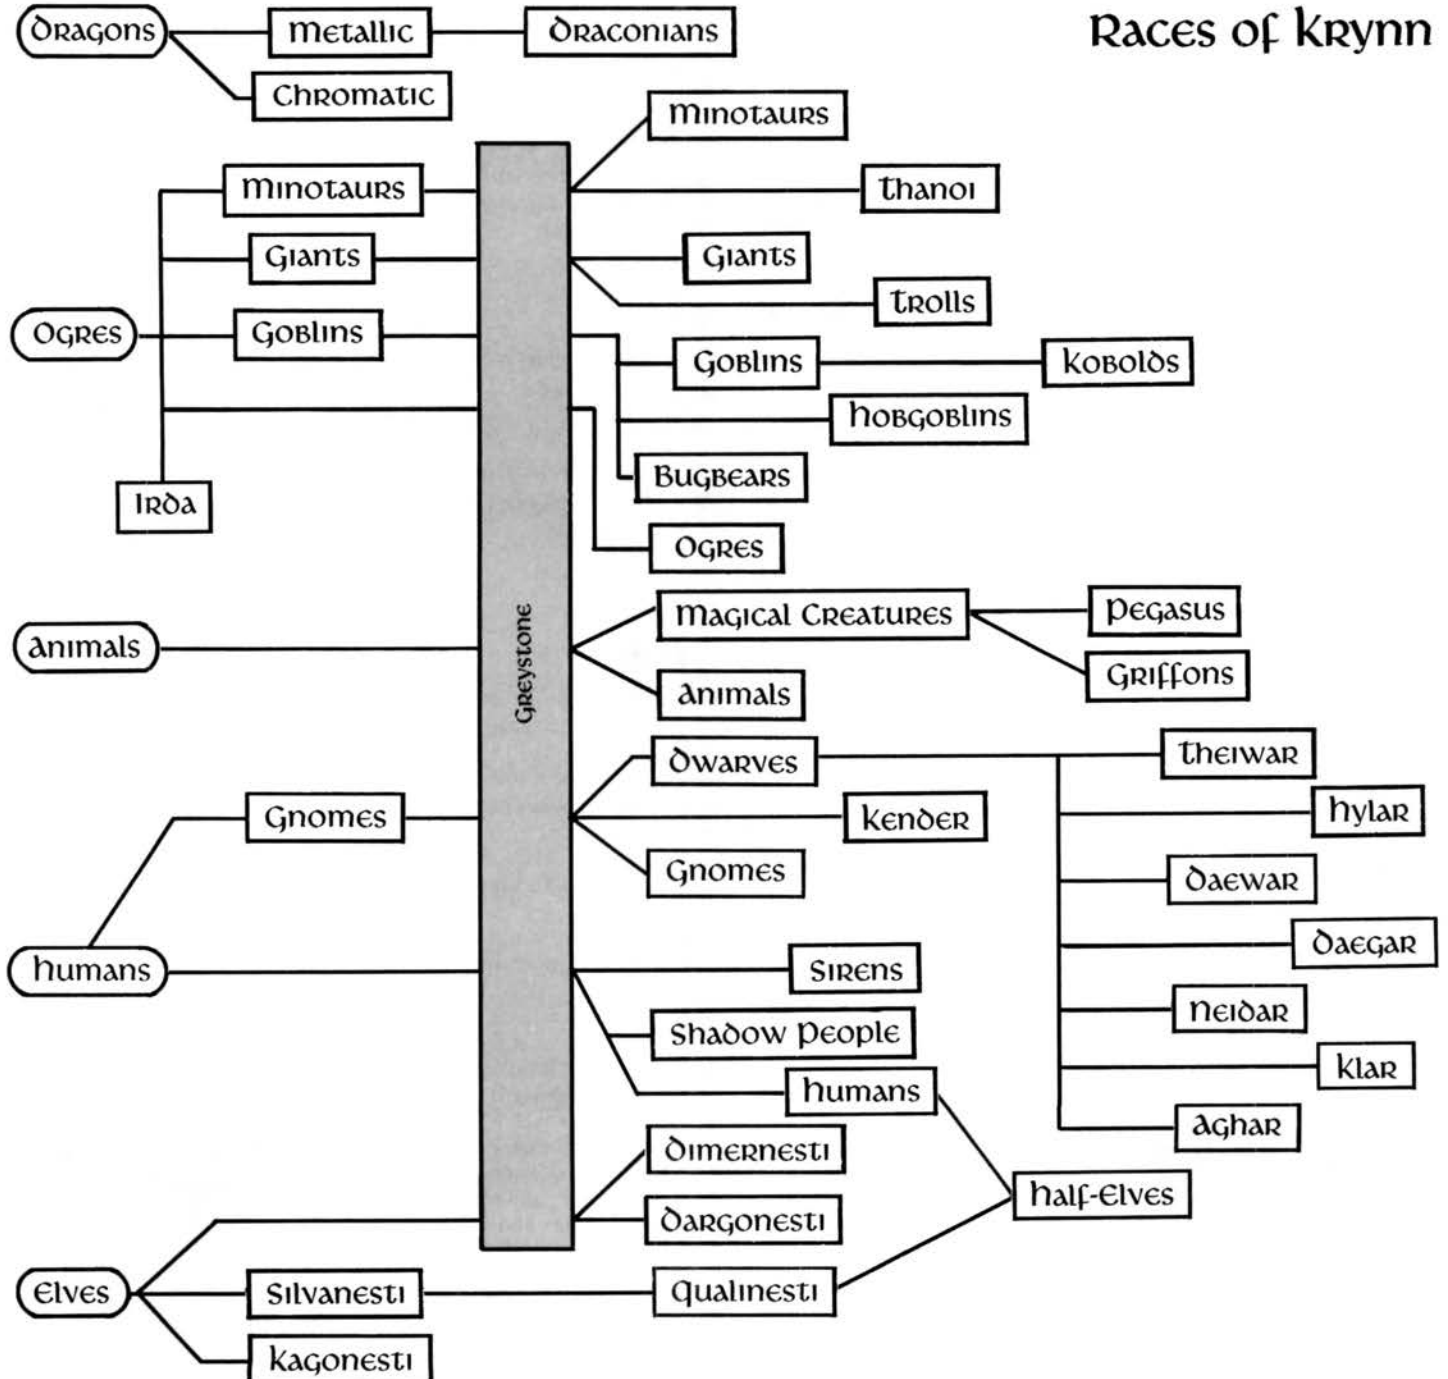 Races of Krynn
Dragons
Metallic
Draconians
Chromatic
Minotaurs
Minotaurs
Thanoi
Giants
Giants
Trolls
Ogres
Goblins
Goblins
Kobolds
Hobgoblins
Bugbears
Irda
Ogres
Greystone
Magical Creatures
Pegasus
Animals
Griffons
Animals
Dwarves
Theiwar
Gnomes
Kender
Hylar
Gnomes
Daewar
Daegar
Humans
Sirens
Neidar
Shadow People
Klar
Humans
Aghar
Dimernesti
Half-Elves
Dargonesti
Elves
Silvanesti
Qualinesti
Kagonesti